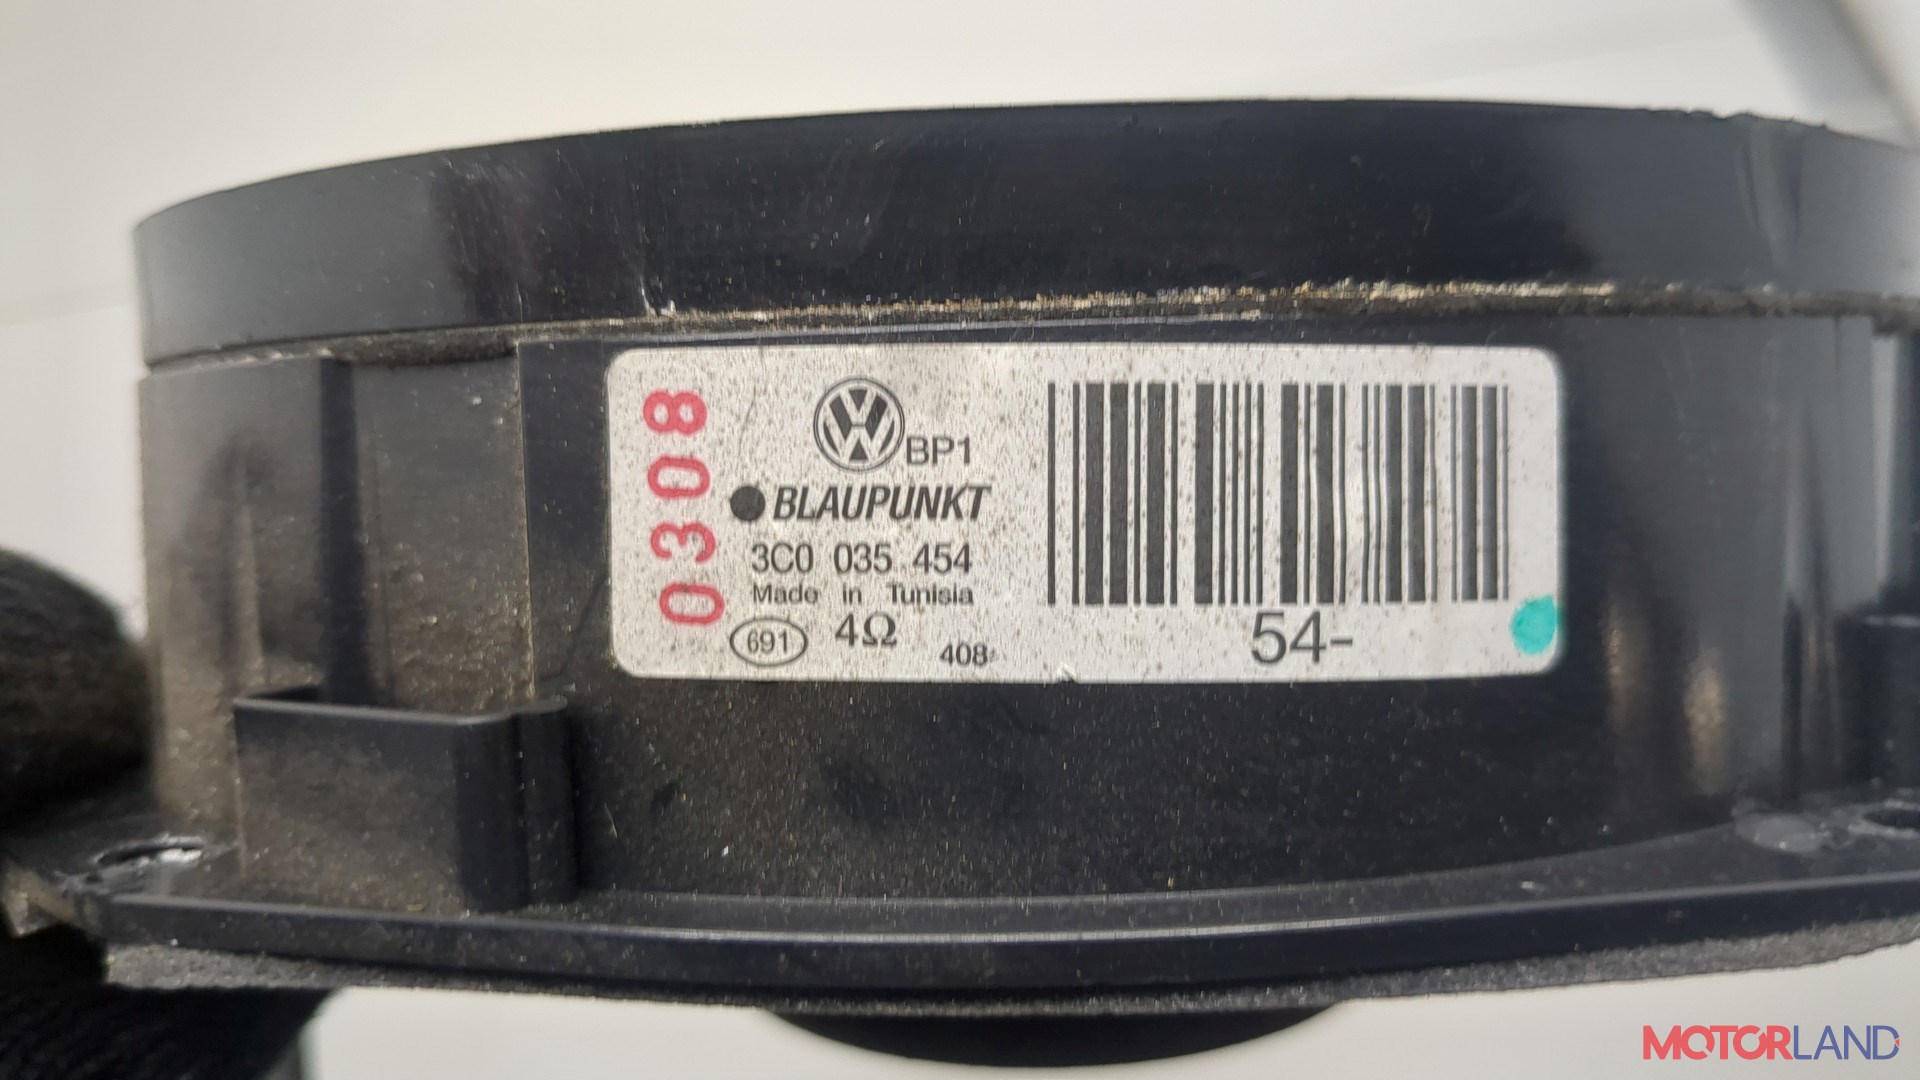 0308
BP1
BLAUPUNKT
3C0 035 454
Made in Tunisia
691 4Ω 408
54-
MOTORLAND